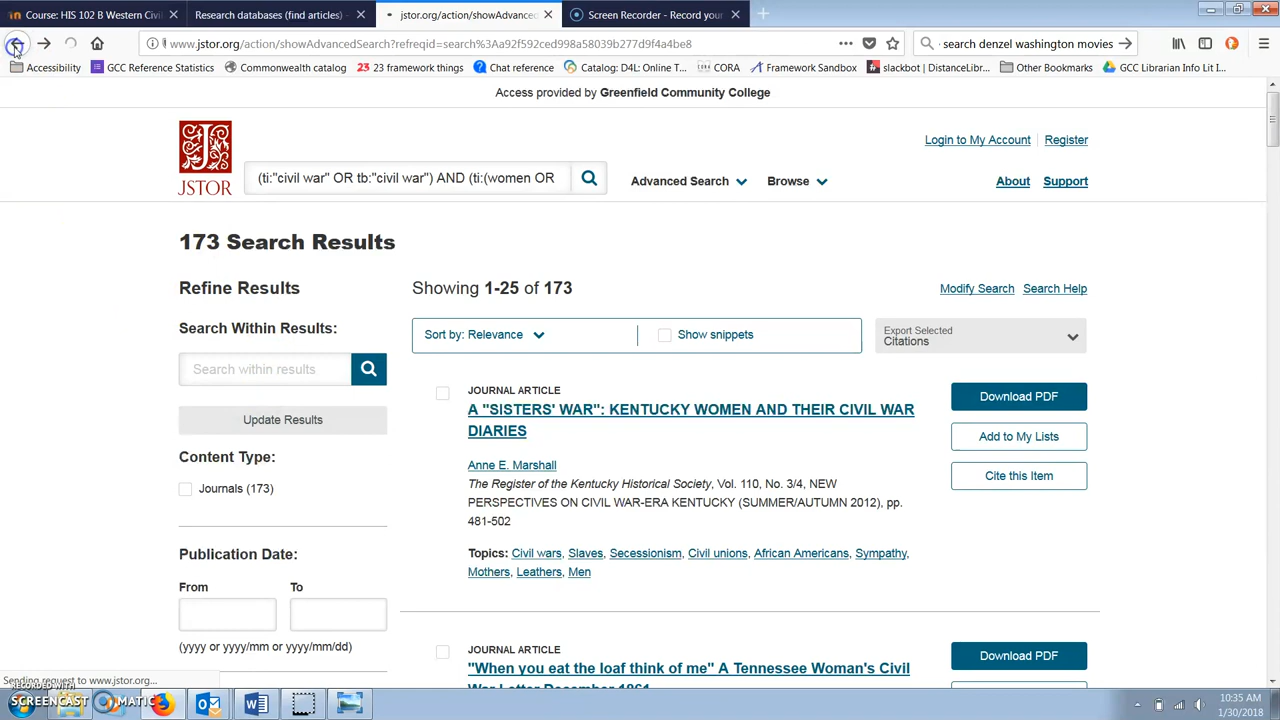 Course: HIS 102 B Western Civi
Research databases (find articles) -
jstor.org/action/showAdvanced
Screen Recorder - Record your
www.jstor.org/action/showAdvancedSearch?refreqid=search%3Aa92f592ced998a58039b277d9f4a4be8
search denzel washington movies
Accessibility
GCC Reference Statistics
Commonwealth catalog
23 framework things
Chat reference
Catalog: D4L: Online T...
CORA
Framework Sandbox
slackbot | DistanceLibr...
Other Bookmarks
GCC Librarian Info Lit I...
Access provided by Greenfield Community College
Login to My Account
Register
JSTOR
(ti:"civil war" OR tb:"civil war") AND (ti:(women OR
Advanced Search
Browse
About
Support
173 Search Results
Refine Results
Showing 1-25 of 173
Modify Search
Search Help
Search Within Results:
Sort by: Relevance
Show snippets
Export Selected
Citations
Search within results
Update Results
Content Type:
Journals (173)
Publication Date:
From
To
(yyyy or yyyy/mm or yyyy/mm/dd)
JOURNAL ARTICLE
A "SISTERS' WAR": KENTUCKY WOMEN AND THEIR CIVIL WAR
DIARIES
Anne E. Marshall
The Register of the Kentucky Historical Society, Vol. 110, No. 3/4, NEW
PERSPECTIVES ON CIVIL WAR-ERA KENTUCKY (SUMMER/AUTUMN 2012), pp.
481-502
Topics: Civil wars, Slaves, Secessionism, Civil unions, African Americans, Sympathy,
Mothers, Leathers, Men
Download PDF
Add to My Lists
Cite this Item
JOURNAL ARTICLE
"When you eat the loaf think of me" A Tennessee Woman's Civil
War Letter December 1861
Download PDF
Sending request to www.jstor.org...
SCREENCAST
MATIC
10:35 AM
1/30/2018